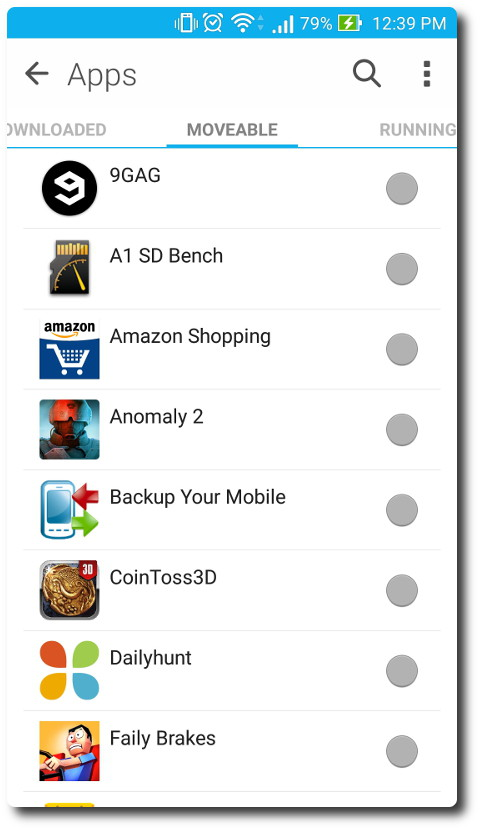 79% 12:39 PM
Apps
OWNLOADED MOVEABLE RUNNING
9GAG
A1 SD Bench
amazon
Amazon Shopping
Anomaly 2
Backup Your Mobile
3D
CoinToss3D
Dailyhunt
Faily Brakes